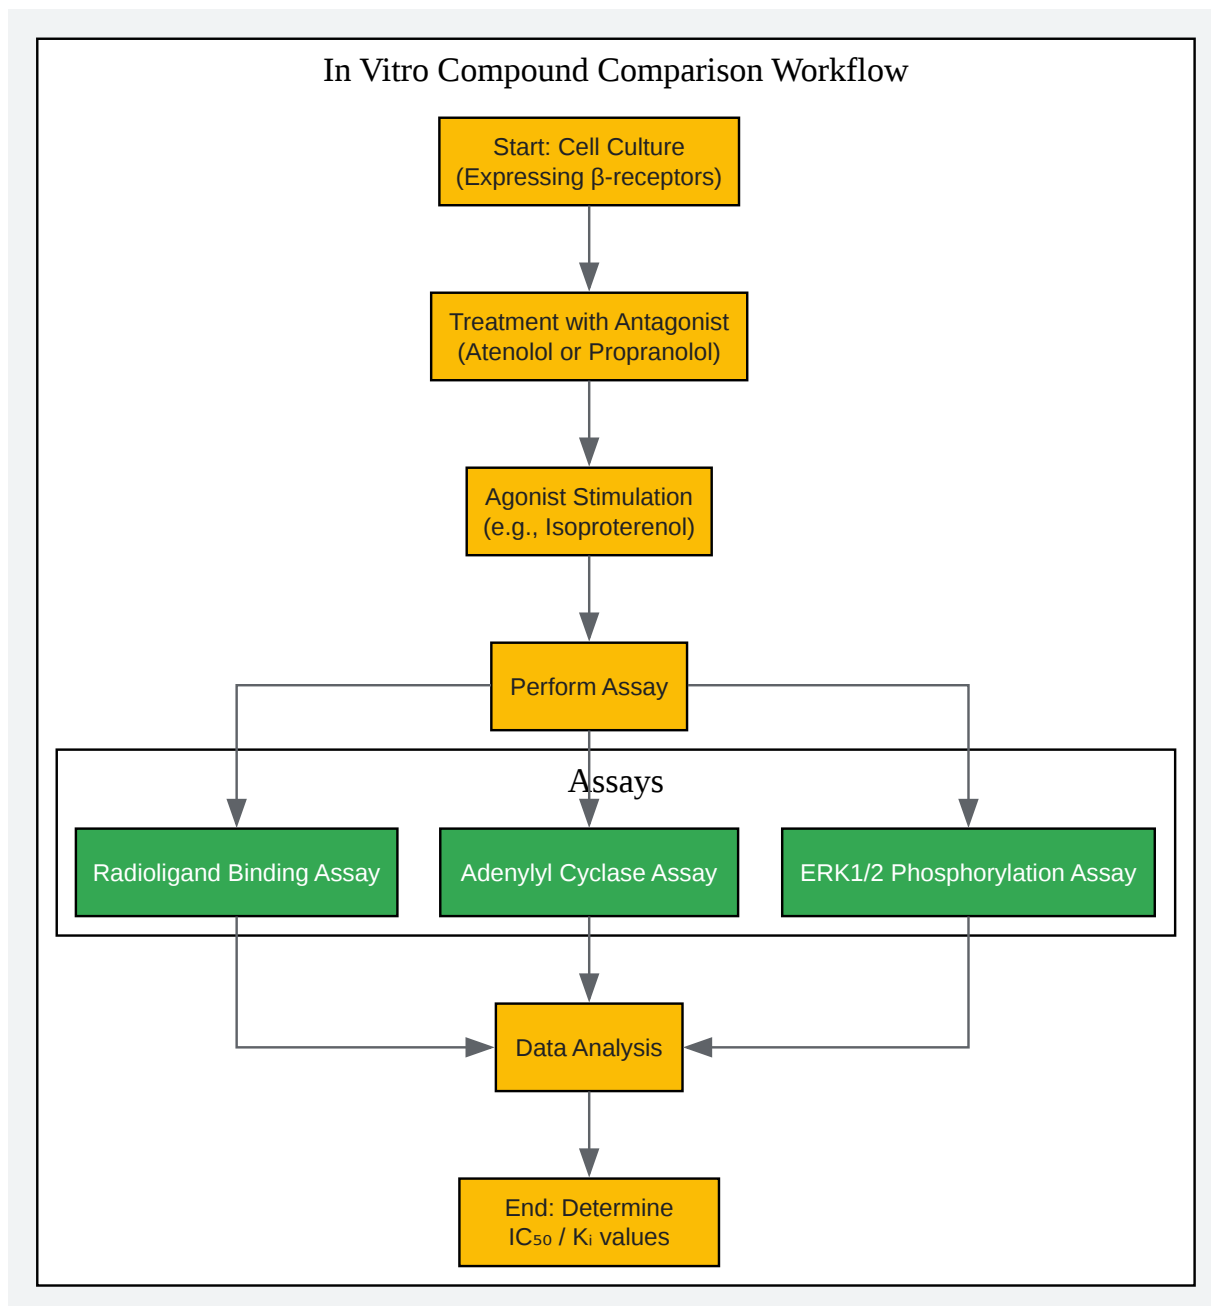 In Vitro Compound Comparison Workflow
Start: Cell Culture
(Expressing β-receptors)
Treatment with Antagonist
(Atenolol or Propranolol)
Agonist Stimulation
(e.g., Isoproterenol)
Perform Assay
Assays
Radioligand Binding Assay
Adenylyl Cyclase Assay
ERK1/2 Phosphorylation Assay
Data Analysis
End: Determine
IC₅₀ / Kᵢ values